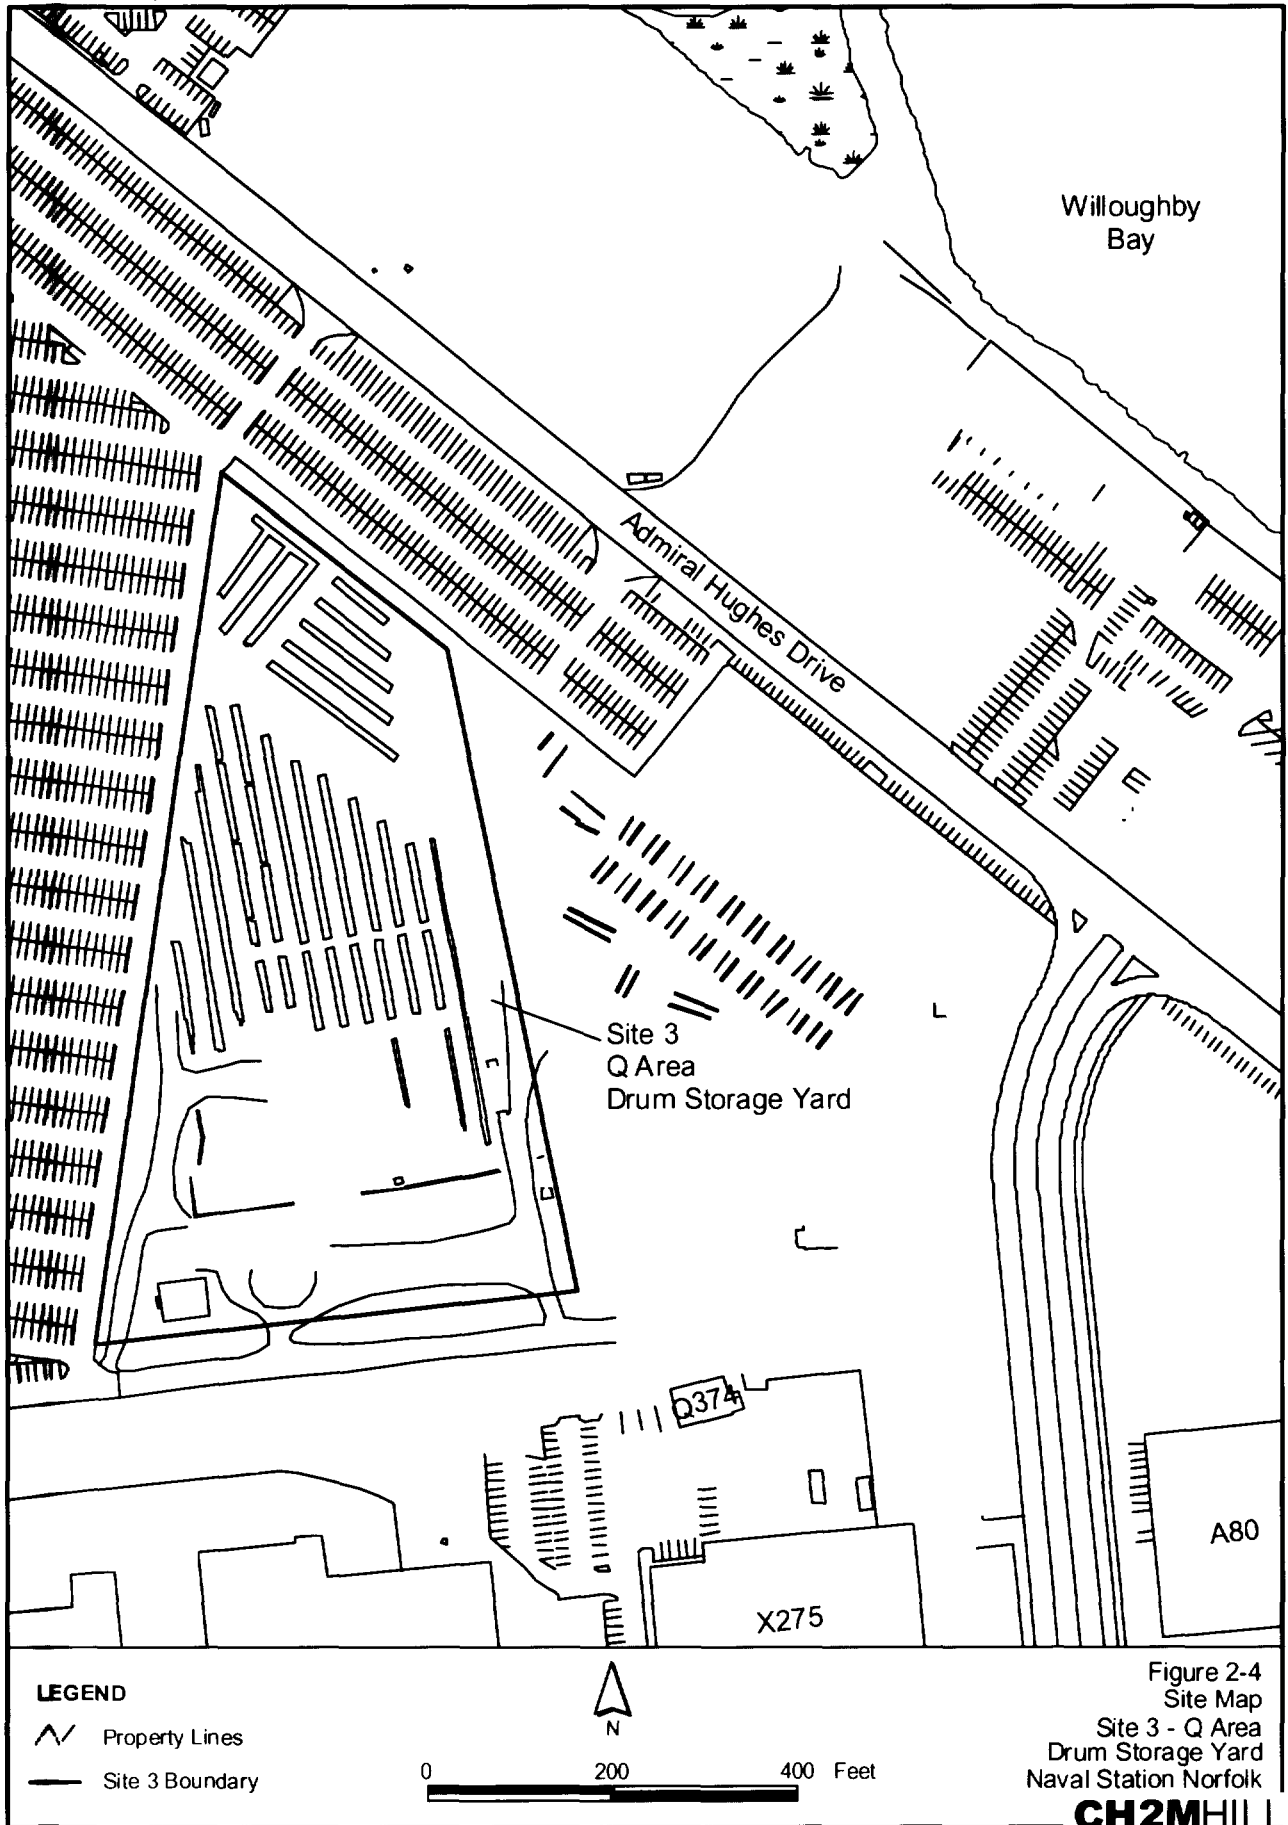 Willoughby
Bay
Admiral Hughes Drive
Site 3
Q Area
Drum Storage Yard
Q374
A80
X275
LEGEND
Property Lines
Site 3 Boundary
N
0 200 400 Feet
Figure 2-4
Site Map
Site 3 - Q Area
Drum Storage Yard
Naval Station Norfolk
CH2MHILL